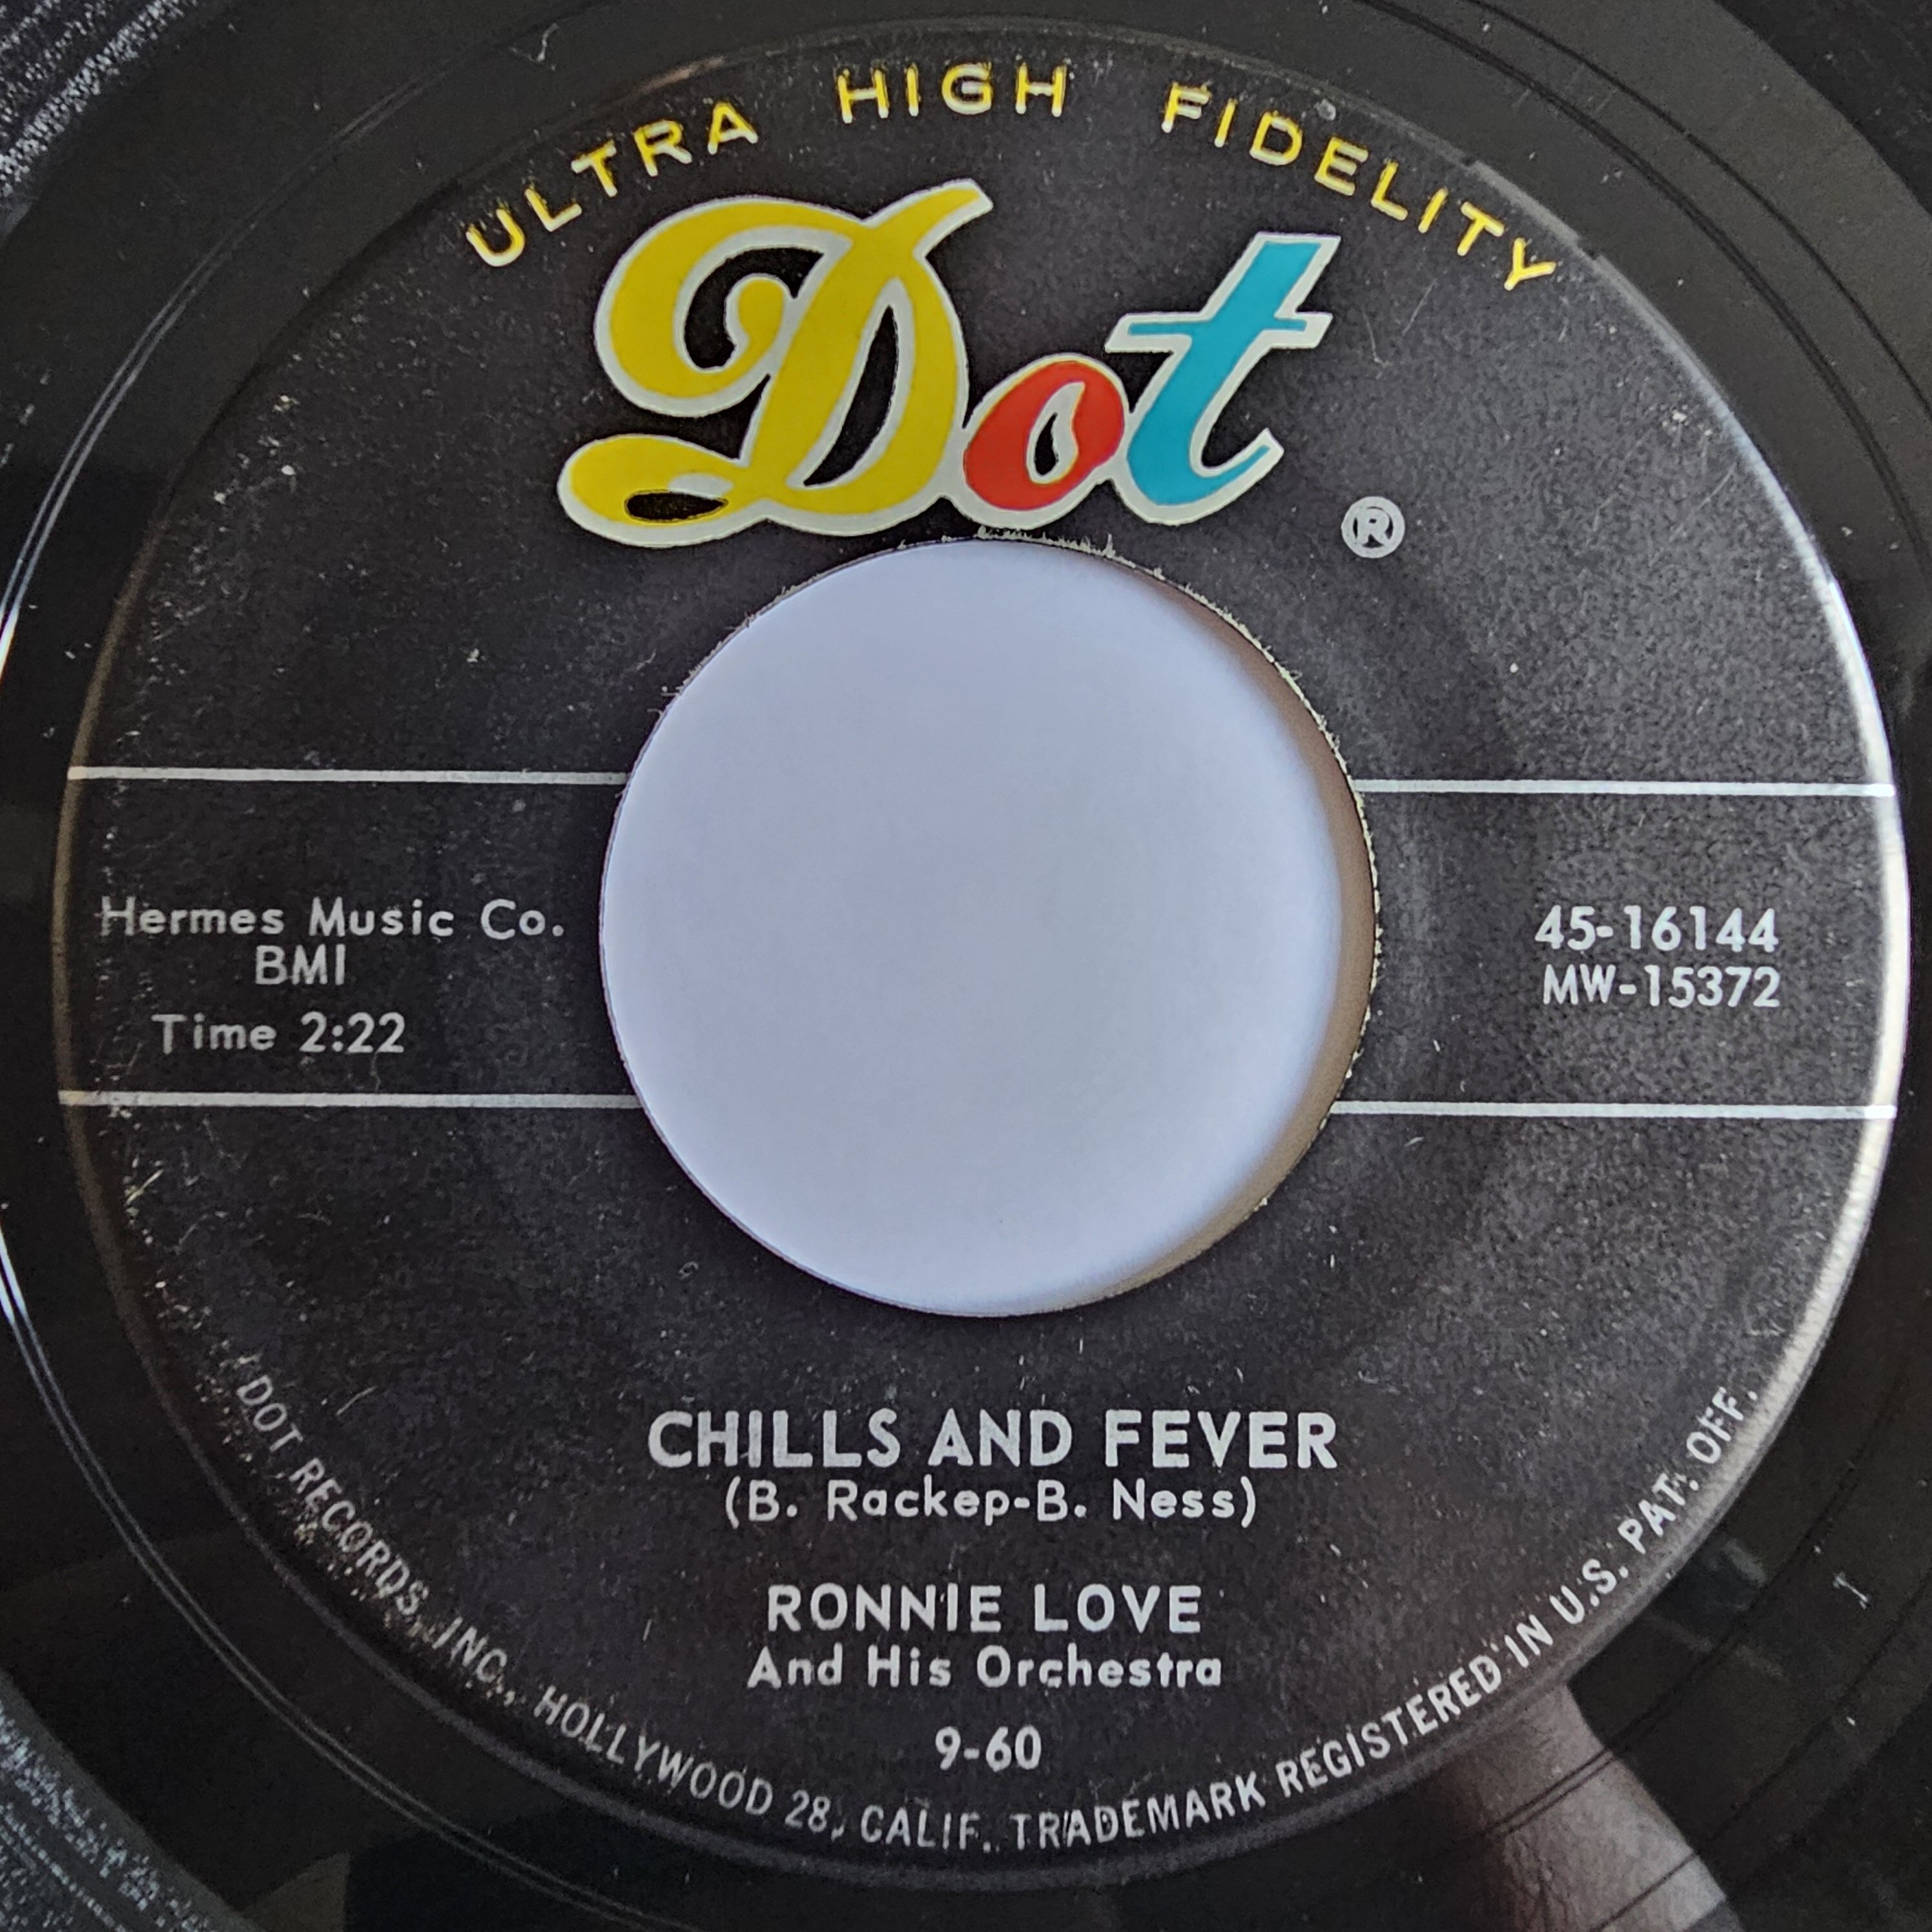 ULTRA HIGH FIDELITY
Dot
®
Hermes Music Co.
BMI
Time 2:22
45-16144
MW-15372
CHILLS AND FEVER
(B. Rackep-B. Ness)
RONNIE LOVE
And His Orchestra
9-60
DOT RECORDS, INC., HOLLYWOOD 28, CALIF. TRADEMARK REGISTERED IN U.S. PAT. OFF.